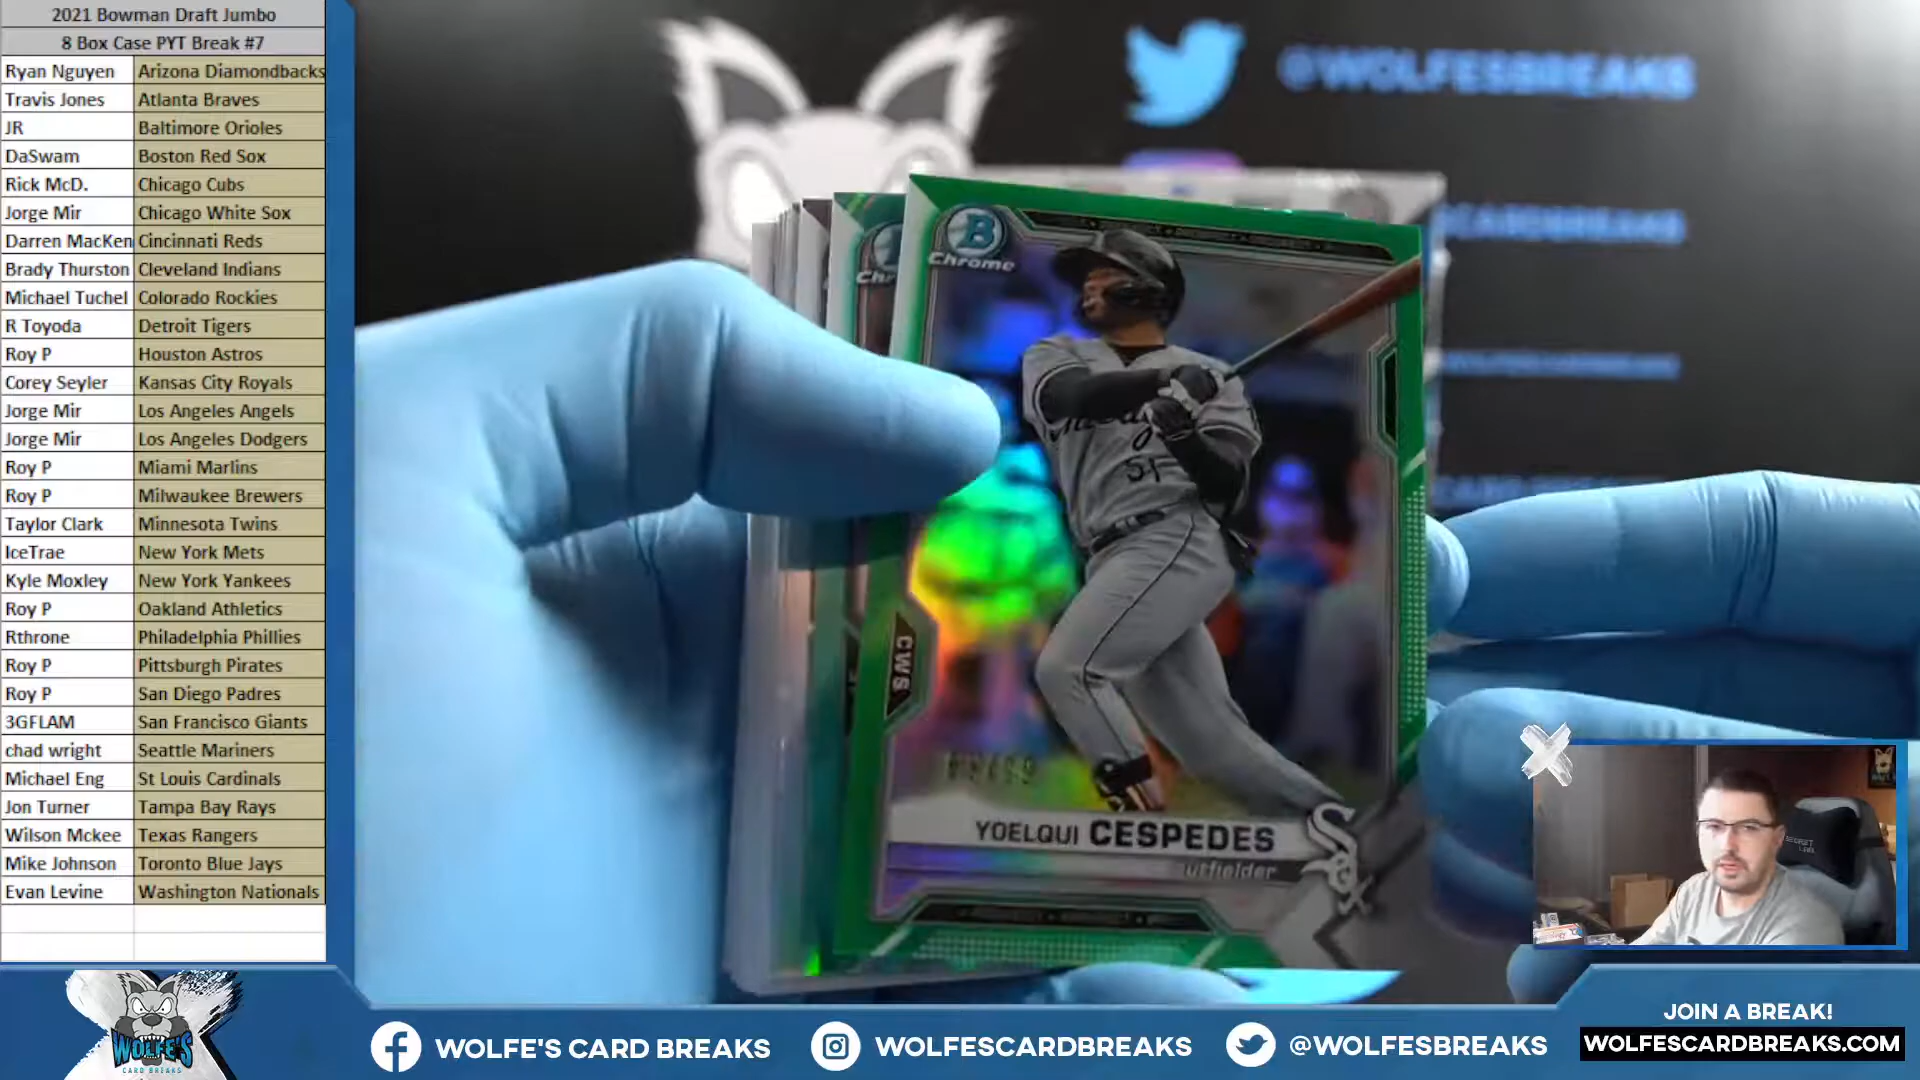 2021 Bowman Draft Jumbo
8 Box Case PYT Break #7
Ryan Nguyen Arizona Diamondbacks
Travis Jones Atlanta Braves
JR Baltimore Orioles
DaSwam Boston Red Sox
Rick McD. Chicago Cubs
Jorge Mir Chicago White Sox
Darren MacKen Cincinnati Reds
Brady Thurston Cleveland Indians
Michael Tuchel Colorado Rockies
R Toyoda Detroit Tigers
Roy P Houston Astros
Corey Seyler Kansas City Royals
Jorge Mir Los Angeles Angels
Jorge Mir Los Angeles Dodgers
Roy P Miami Marlins
Roy P Milwaukee Brewers
Taylor Clark Minnesota Twins
IceTrae New York Mets
Kyle Moxley New York Yankees
Roy P Oakland Athletics
Rthrone Philadelphia Phillies
Roy P Pittsburgh Pirates
Roy P San Diego Padres
3GFLAM San Francisco Giants
chad wright Seattle Mariners
Michael Eng St Louis Cardinals
Jon Turner Tampa Bay Rays
Wilson Mckee Texas Rangers
Mike Johnson Toronto Blue Jays
Evan Levine Washington Nationals
@WOLFESBREAKS
B
Chrome
Chr
51
CWS
YOELQUI CESPEDES
utfielder
Sox
WOLFE'S
CARD BREAKS
WOLFE'S CARD BREAKS
WOLFESCARDBREAKS
@WOLFESBREAKS
JOIN A BREAK!
WOLFESCARDBREAKS.COM